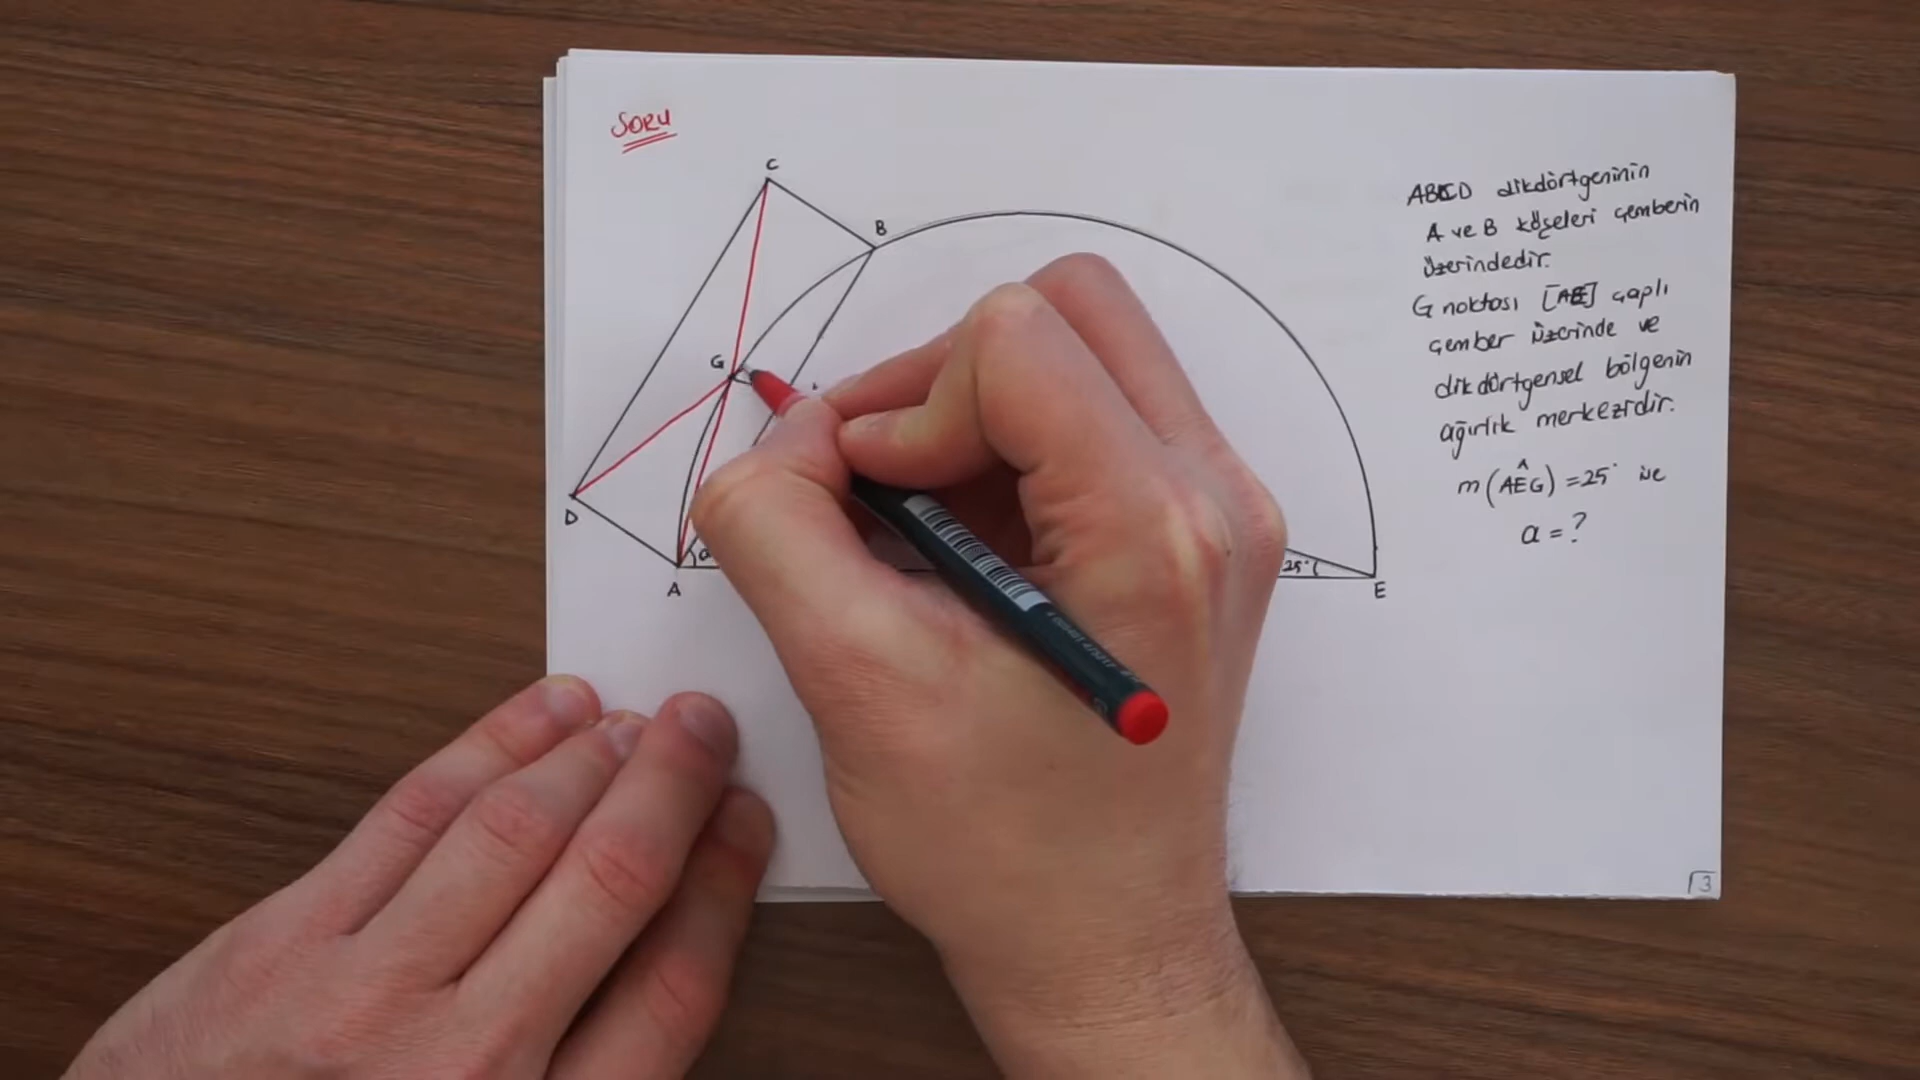 SORU
C
B
G
D
A
a
25°
E
ABCD dikdörtgeninin
A ve B köşeleri çemberin
üzerindedir.
G noktası [AE] çaplı
çember üzerinde ve
dikdörtgensel bölgenin
ağırlık merkezidir.
m(AÊG) = 25° ise
a = ?
3